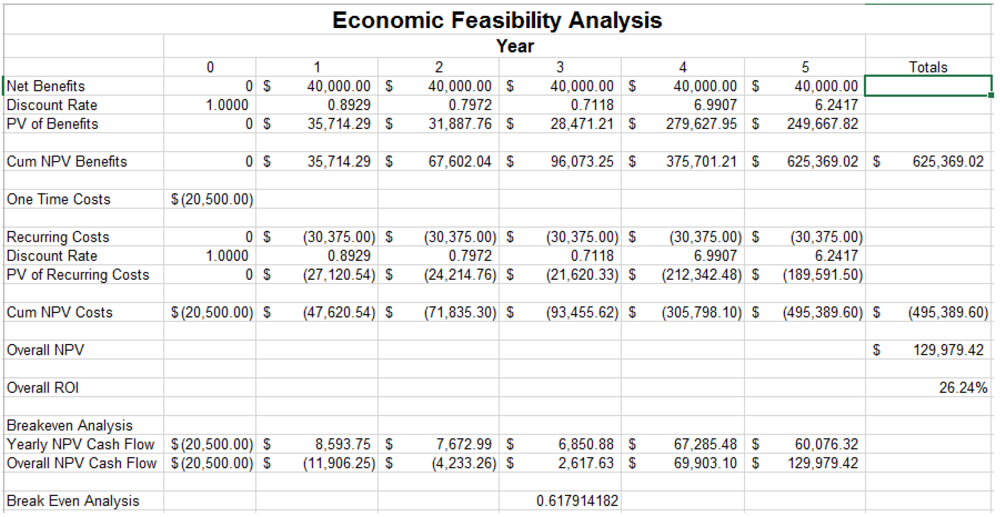 Economic Feasibility Analysis
Year
0 1 2 3 4 5 Totals
Net Benefits 0 $ 40,000.00 $ 40,000.00 $ 40,000.00 $ 40,000.00 $ 40,000.00
Discount Rate 1.0000 0.8929 0.7972 0.7118 6.9907 6.2417
PV of Benefits 0 $ 35,714.29 $ 31,887.76 $ 28,471.21 $ 279,627.95 $ 249,667.82
Cum NPV Benefits 0 $ 35,714.29 $ 67,602.04 $ 96,073.25 $ 375,701.21 $ 625,369.02 $ 625,369.02
One Time Costs $(20,500.00)
Recurring Costs 0 $ (30,375.00) $ (30,375.00) $ (30,375.00) $ (30,375.00) $ (30,375.00)
Discount Rate 1.0000 0.8929 0.7972 0.7118 6.9907 6.2417
PV of Recurring Costs 0 $ (27,120.54) $ (24,214.76) $ (21,620.33) $ (212,342.48) $ (189,591.50)
Cum NPV Costs $(20,500.00) $ (47,620.54) $ (71,835.30) $ (93,455.62) $ (305,798.10) $ (495,389.60) $ (495,389.60)
Overall NPV $ 129,979.42
Overall ROI 26.24%
Breakeven Analysis
Yearly NPV Cash Flow $(20,500.00) $ 8,593.75 $ 7,672.99 $ 6,850.88 $ 67,285.48 $ 60,076.32
Overall NPV Cash Flow $(20,500.00) $ (11,906.25) $ (4,233.26) $ 2,617.63 $ 69,903.10 $ 129,979.42
Break Even Analysis 0.617914182